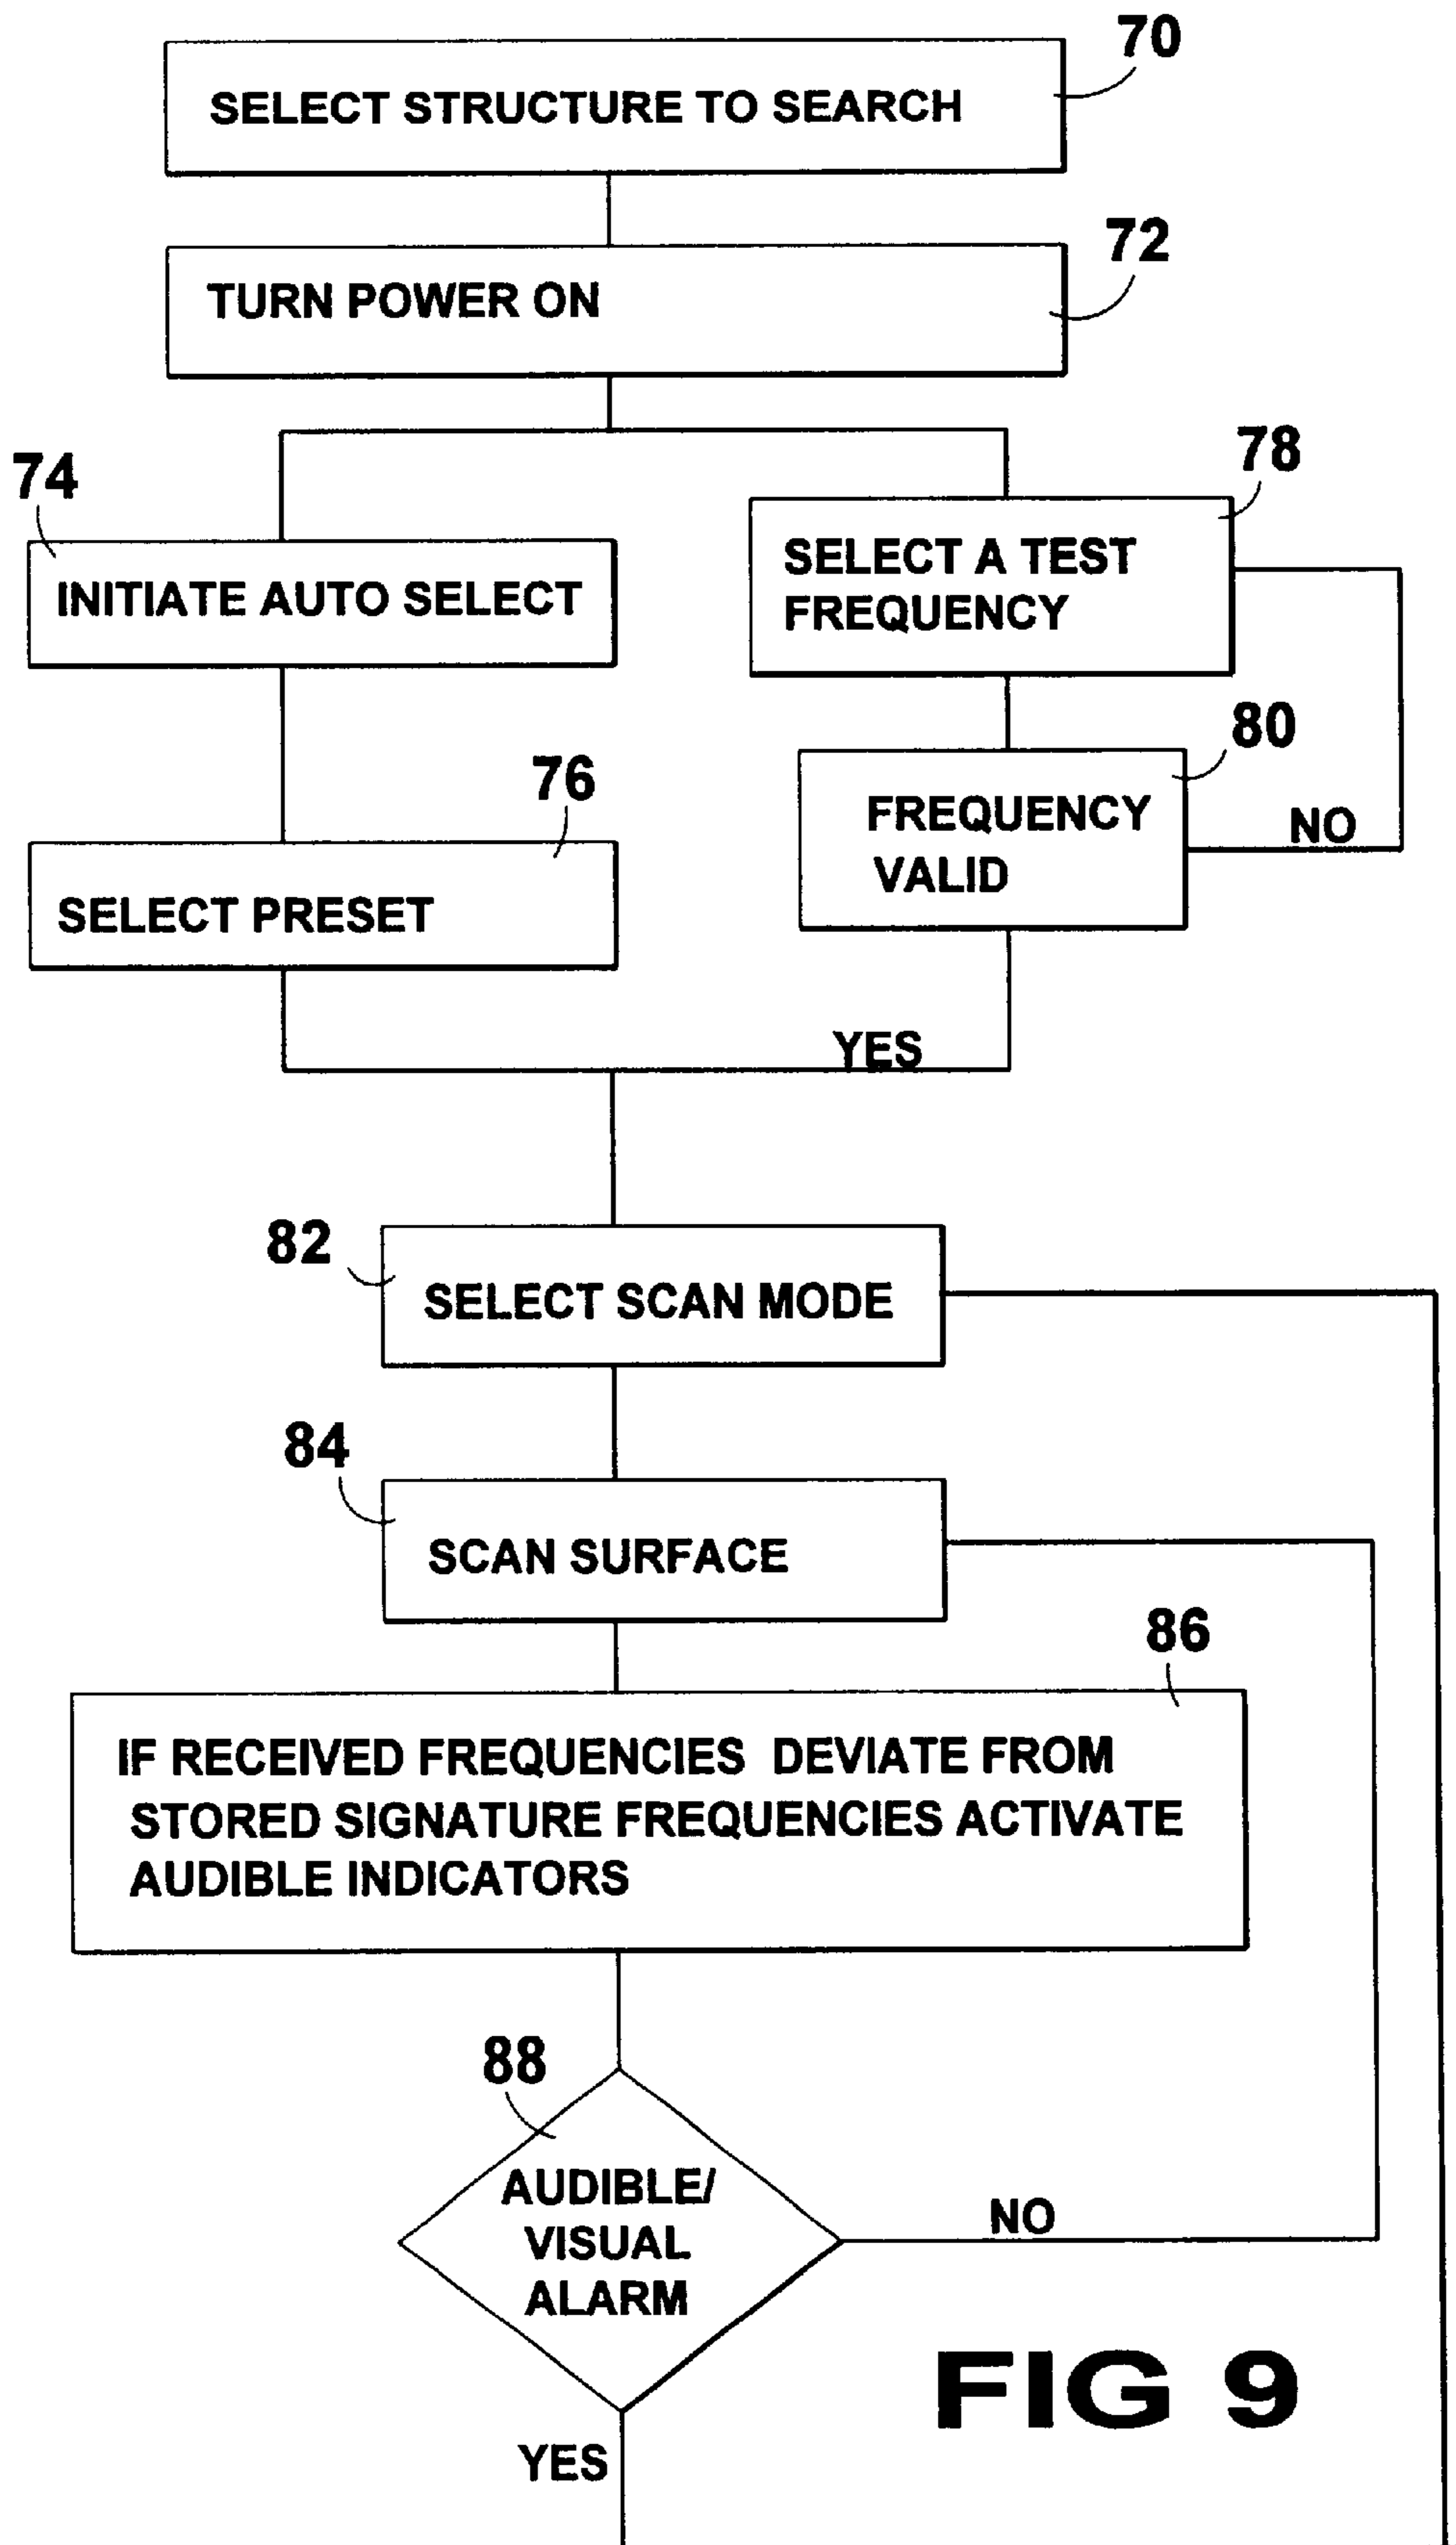 70
SELECT STRUCTURE TO SEARCH
72
TURN POWER ON
74
INITIATE AUTO SELECT
78
SELECT A TEST
FREQUENCY
76
SELECT PRESET
80
FREQUENCY
VALID
NO
YES
82
SELECT SCAN MODE
84
SCAN SURFACE
86
IF RECEIVED FREQUENCIES DEVIATE FROM
STORED SIGNATURE FREQUENCIES ACTIVATE
AUDIBLE INDICATORS
88
AUDIBLE/
VISUAL
ALARM
NO
YES
FIG 9